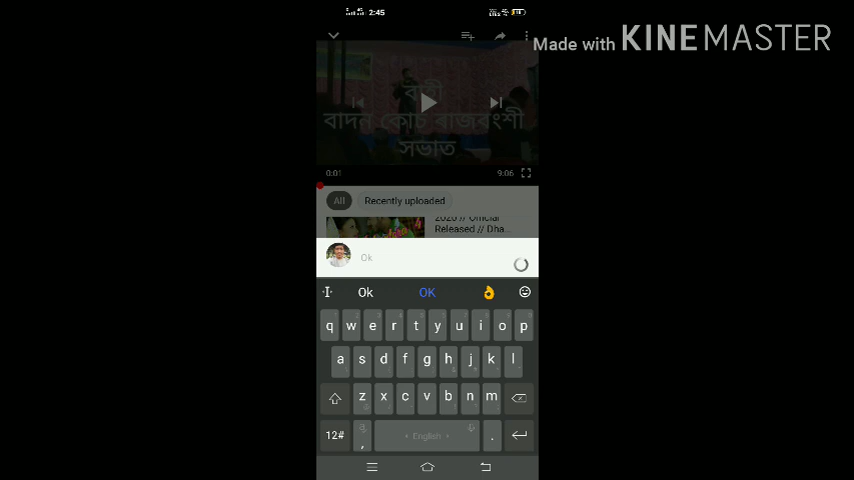 2:45
Made with KINEMASTER
বাঁহী
বাদন কোচ ৰাজবংশী
সভাত
0:01
9:06
All
Recently uploaded
2020 // Official
Released // Dha...
Ok
Ok OK
q w e r t y u i o p
a s d f g h j k l
z x c v b n m
12# , English .